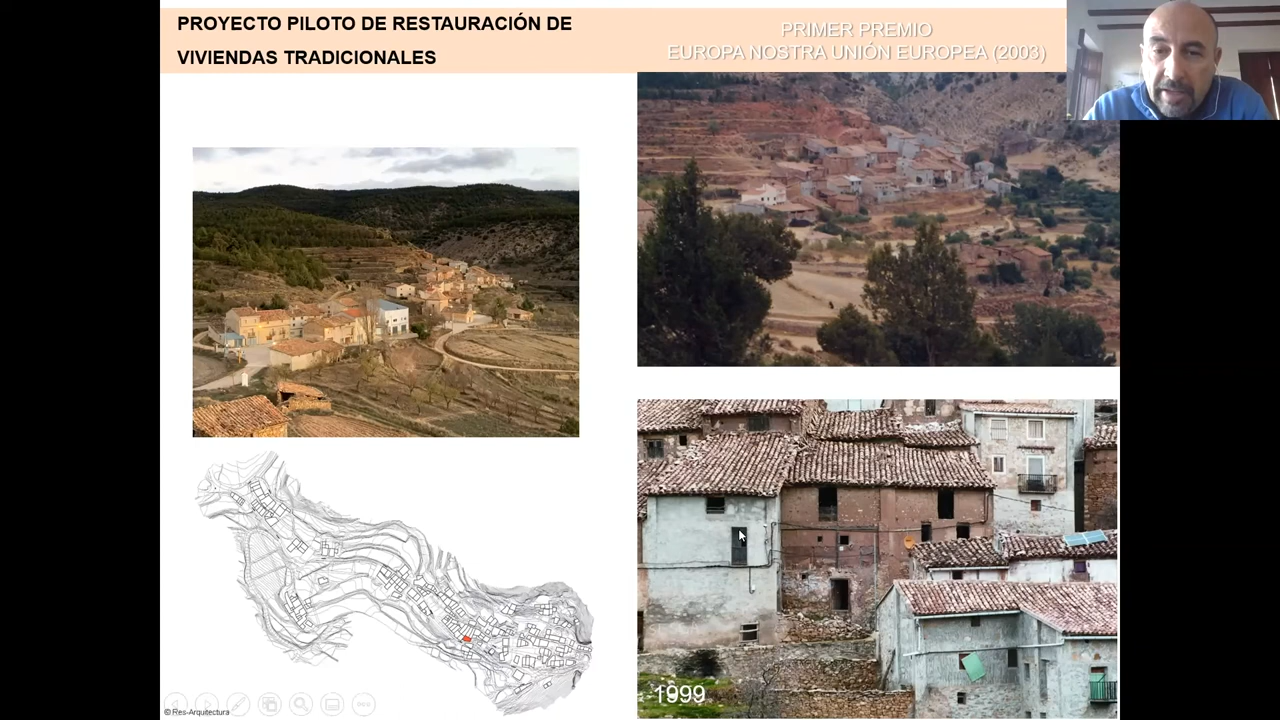 PROYECTO PILOTO DE RESTAURACIÓN DE
VIVIENDAS TRADICIONALES
PRIMER PREMIO
EUROPA NOSTRA UNIÓN EUROPEA (2003)
1999
© Res-Arquitectura